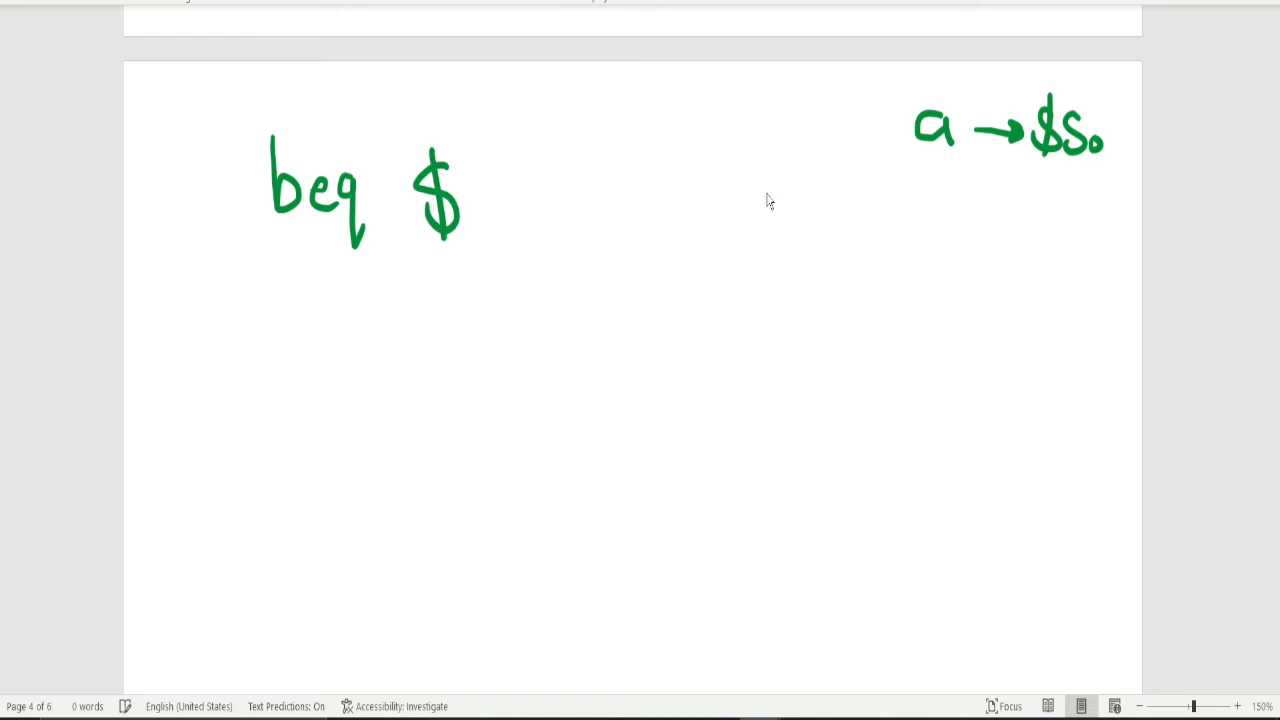 a → $s0
beq $
Page 4 of 6 0 words English (United States) Text Predictions: On Accessibility: Investigate Focus 150%